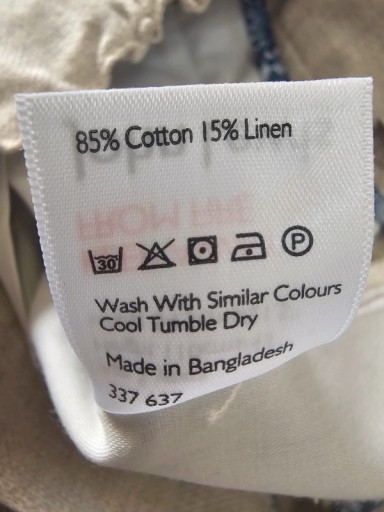 85% Cotton 15% Linen
30 P
Wash With Similar Colours
Cool Tumble Dry
Made in Bangladesh
337 637